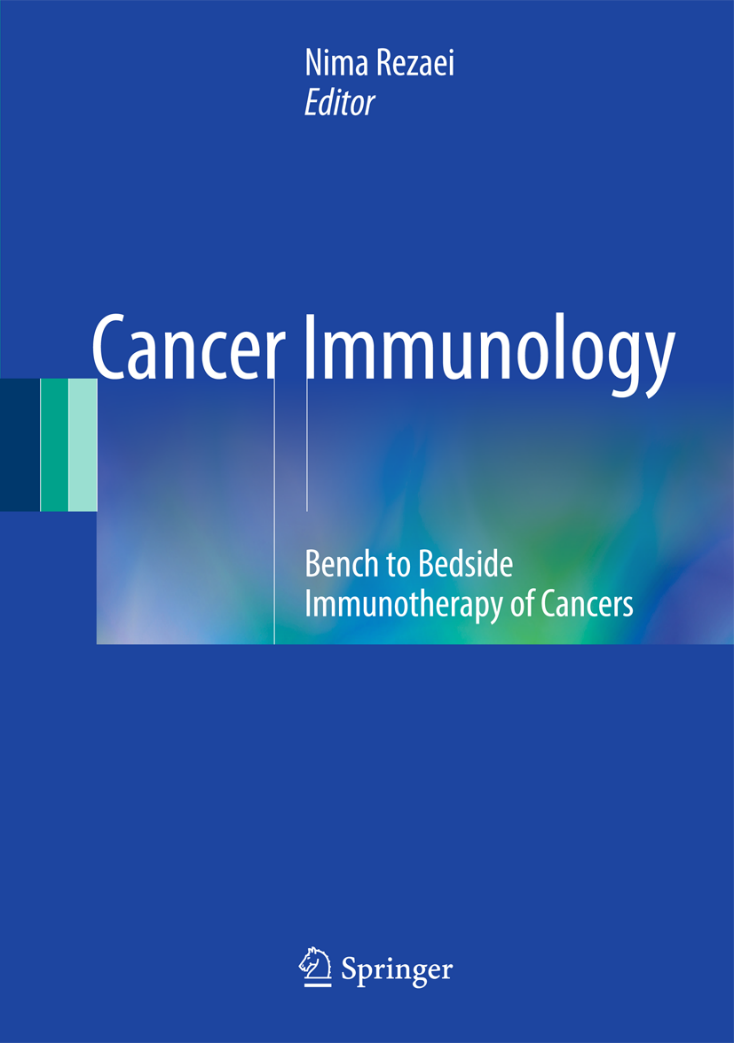 Nima Rezaei
Editor
Cancer Immunology
Bench to Bedside
Immunotherapy of Cancers
Springer